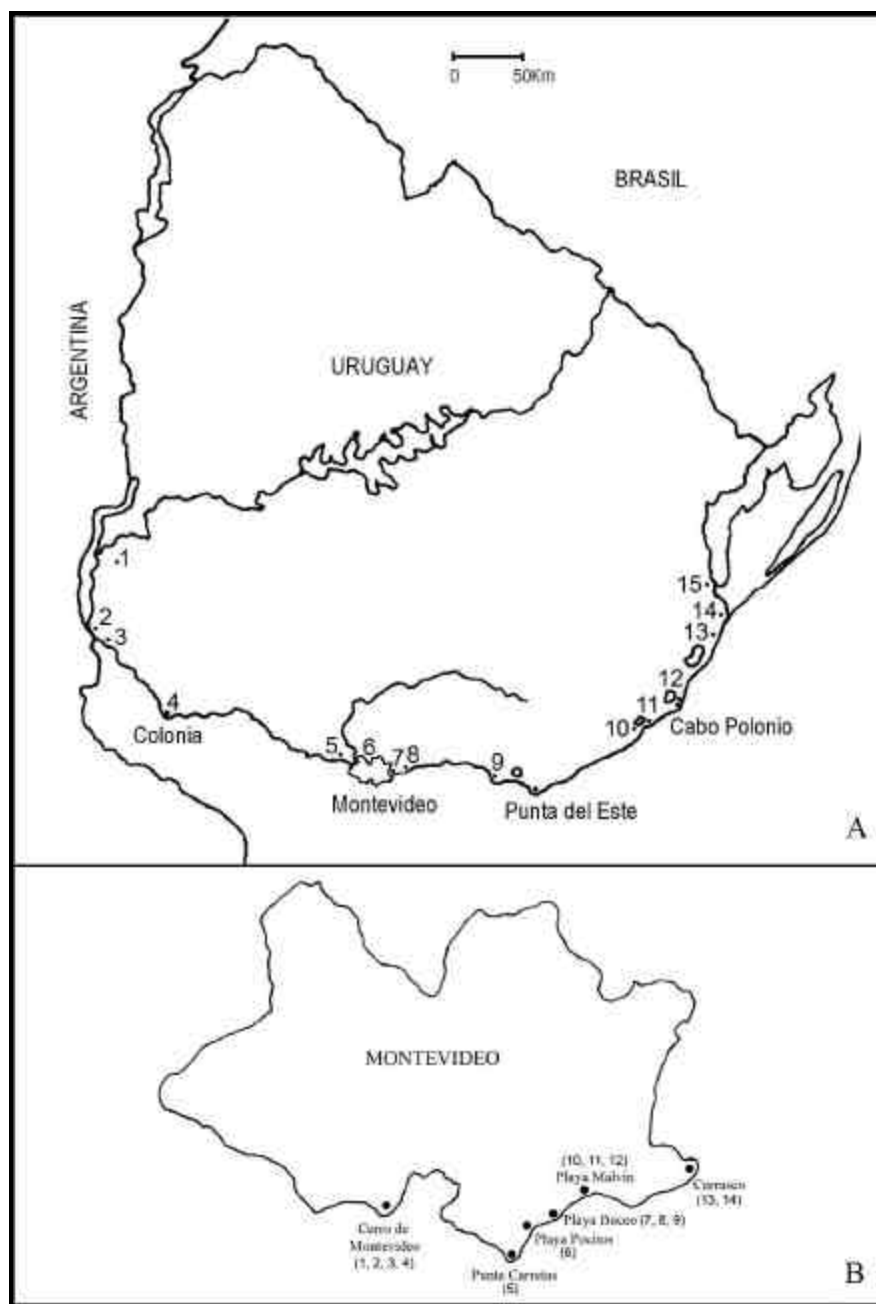 0 50Km
BRASIL
ARGENTINA
URUGUAY
1
2
3
4
Colonia
5
6
7
8
Montevideo
9
Punta del Este
10
11
12
Cabo Polonio
13
14
15
A
MONTEVIDEO
(10, 11, 12)
Playa Malvín
Carrasco
(13, 14)
Playa Buceo (7, 8, 9)
Playa Pocitos
(6)
Cerro de
Montevideo
(1, 2, 3, 4)
Punta Carretas
(5)
B